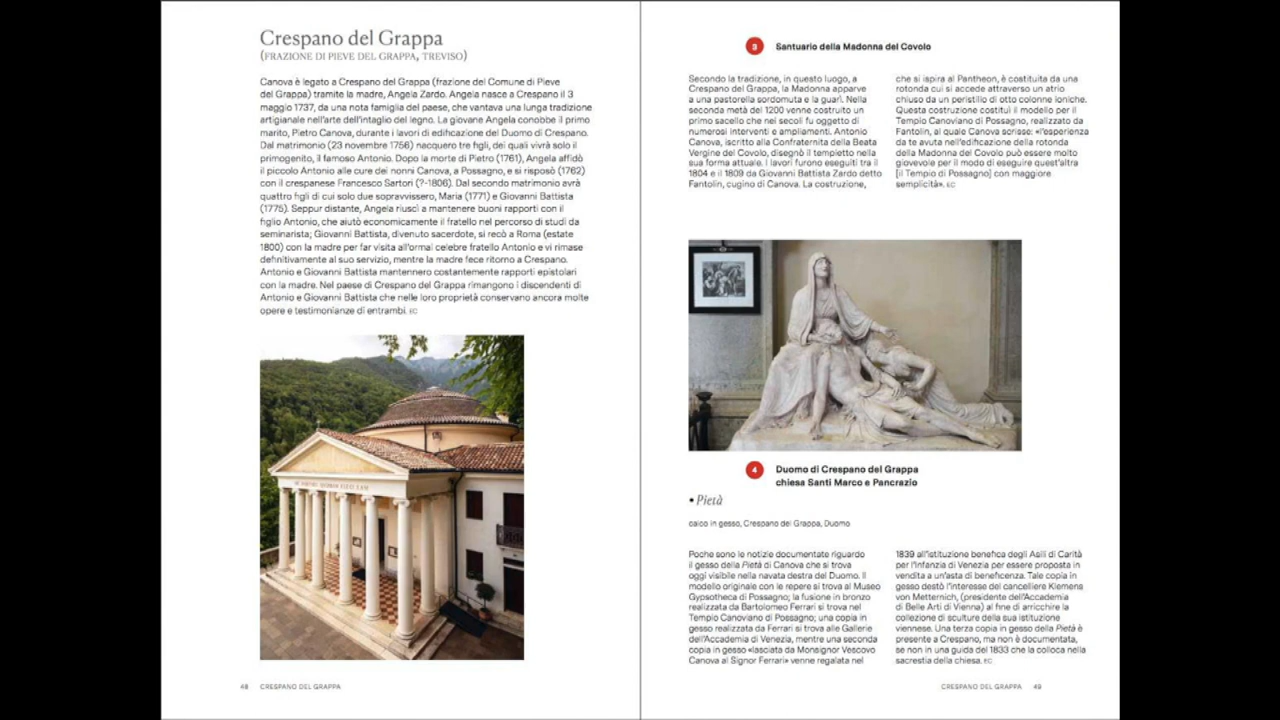 Crespano del Grappa
(FRAZIONE DI PIEVE DEL GRAPPA, TREVISO)
Canova è legato a Crespano del Grappa (frazione del Comune di Pieve
del Grappa) tramite la madre, Angela Zardo. Angela nasce a Crespano il 3
maggio 1737, da una nota famiglia del paese, che vantava una lunga tradizione
artigianale nell'arte dell'intaglio del legno. La giovane Angela conobbe il primo
marito, Pietro Canova, durante i lavori di edificazione del Duomo di Crespano.
Dal matrimonio (23 novembre 1756) nacquero tre figli, dei quali vivrà solo il
primogenito, il famoso Antonio. Dopo la morte di Pietro (1761), Angela affidò
il piccolo Antonio alle cure dei nonni Canova, a Possagno, e si risposò (1762)
con il crespanese Francesco Sartori (?-1806). Dal secondo matrimonio avrà
quattro figli di cui solo due sopravvissero, Maria (1771) e Giovanni Battista
(1775). Seppur distante, Angela riuscì a mantenere buoni rapporti con il
figlio Antonio, che aiutò economicamente il fratello nel percorso di studi da
seminarista; Giovanni Battista, divenuto sacerdote, si recò a Roma (estate
1800) con la madre per far visita all'ormai celebre fratello Antonio e vi rimase
definitivamente al suo servizio, mentre la madre fece ritorno a Crespano.
Antonio e Giovanni Battista mantennero costantemente rapporti epistolari
con la madre. Nel paese di Crespano del Grappa rimangono i discendenti di
Antonio e Giovanni Battista che nelle loro proprietà conservano ancora molte
opere e testimonianze di entrambi. EC
48 CRESPANO DEL GRAPPA
3 Santuario della Madonna del Covolo
Secondo la tradizione, in questo luogo, a
Crespano del Grappa, la Madonna apparve
a una pastorella sordomuta e la guarì. Nella
seconda metà del 1200 venne costruito un
primo sacello che nei secoli fu oggetto di
numerosi interventi e ampliamenti. Antonio
Canova, iscritto alla Confraternita della Beata
Vergine del Covolo, disegnò il tempietto nella
sua forma attuale. I lavori furono eseguiti tra il
1804 e il 1809 da Giovanni Battista Zardo detto
Fantolin, cugino di Canova. La costruzione,
che si ispira al Pantheon, è costituita da una
rotonda cui si accede attraverso un atrio
chiuso da un peristilio di otto colonne ioniche.
Questa costruzione costituì il modello per il
Tempio Canoviano di Possagno, realizzato da
Fantolin, al quale Canova scrisse: «l'esperienza
da te avuta nell'edificazione della rotonda
della Madonna del Covolo può essere molto
giovevole per il modo di eseguire quest'altra
[il Tempio di Possagno] con maggiore
semplicità». EC
4 Duomo di Crespano del Grappa
chiesa Santi Marco e Pancrazio
• Pietà
calco in gesso, Crespano del Grappa, Duomo
Poche sono le notizie documentate riguardo
il gesso della Pietà di Canova che si trova
oggi visibile nella navata destra del Duomo. Il
modello originale con le repere si trova al Museo
Gypsotheca di Possagno; la fusione in bronzo
realizzata da Bartolomeo Ferrari si trova nel
Tempio Canoviano di Possagno; una copia in
gesso realizzata da Ferrari si trova alle Gallerie
dell'Accademia di Venezia, mentre una seconda
copia in gesso «lasciata da Monsignor Vescovo
Canova al Signor Ferrari» venne regalata nel
1839 all'istituzione benefica degli Asili di Carità
per l'Infanzia di Venezia per essere proposta in
vendita a un'asta di beneficenza. Tale copia in
gesso destò l'interesse del cancelliere Klemens
von Metternich, (presidente dell'Accademia
di Belle Arti di Vienna) al fine di arricchire la
collezione di sculture della sua istituzione
viennese. Una terza copia in gesso della Pietà è
presente a Crespano, ma non è documentata,
se non in una guida del 1833 che la colloca nella
sacrestia della chiesa. EC
CRESPANO DEL GRAPPA 49